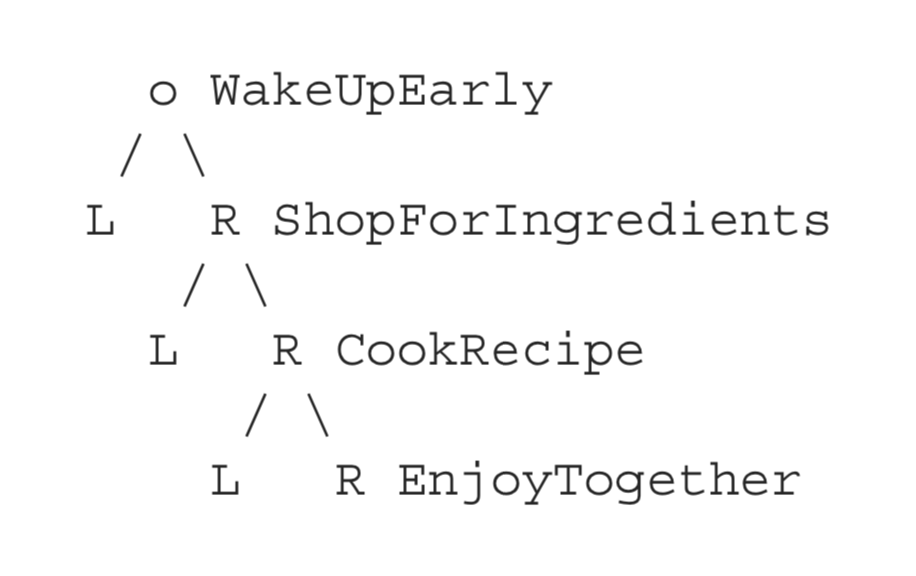 o WakeUpEarly
/ \
L R ShopForIngredients
/ \
L R CookRecipe
/ \
L R EnjoyTogether